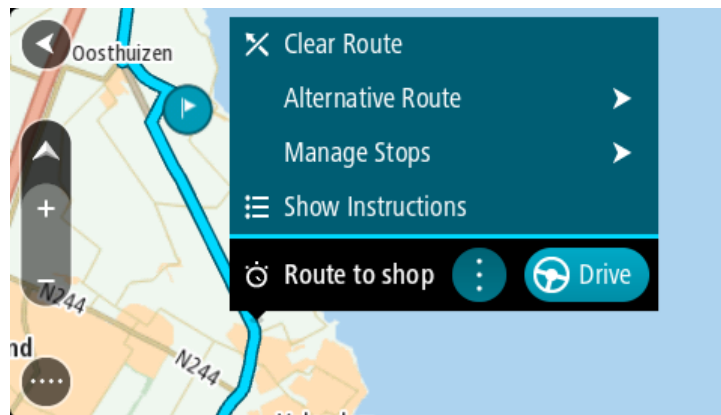 Oosthuizen
Clear Route
Alternative Route
Manage Stops
Show Instructions
Route to shop
Drive
N244
nd
N244